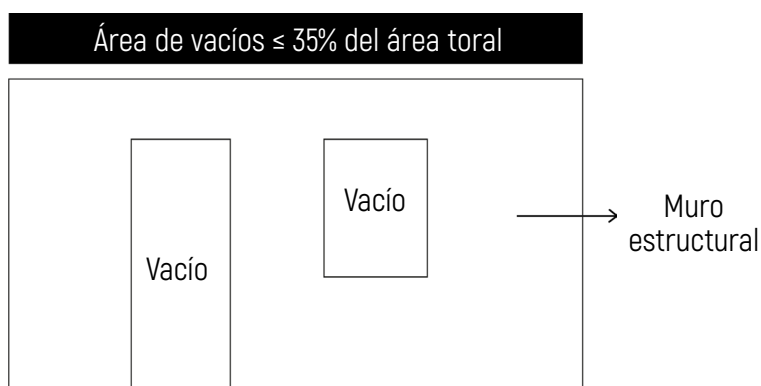 Área de vacíos ≤ 35% del área toral
Vacío
Vacío
Muro
estructural